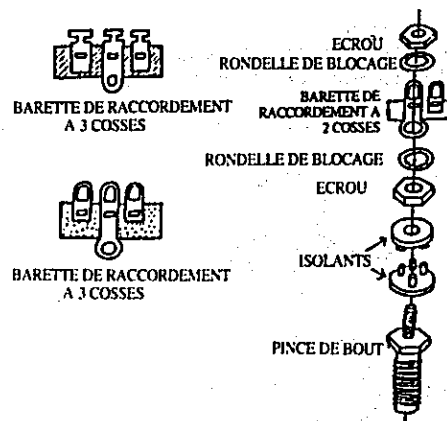 BARETTE DE RACCORDEMENT
A 3 COSSES
BARETTE DE RACCORDEMENT
A 3 COSSES
ECROU
RONDELLE DE BLOCAGE
BARETTE DE
RACCORDEMENT A
2 COSSES
RONDELLE DE BLOCAGE
ECROU
ISOLANTS
PINCE DE BOUT